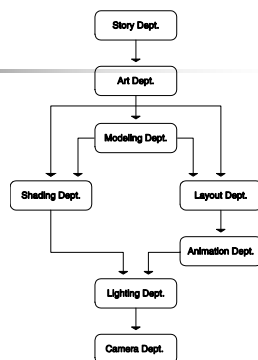 Story Dept.
Art Dept.
Modeling Dept.
Shading Dept.
Layout Dept.
Animation Dept.
Lighting Dept.
Camera Dept.